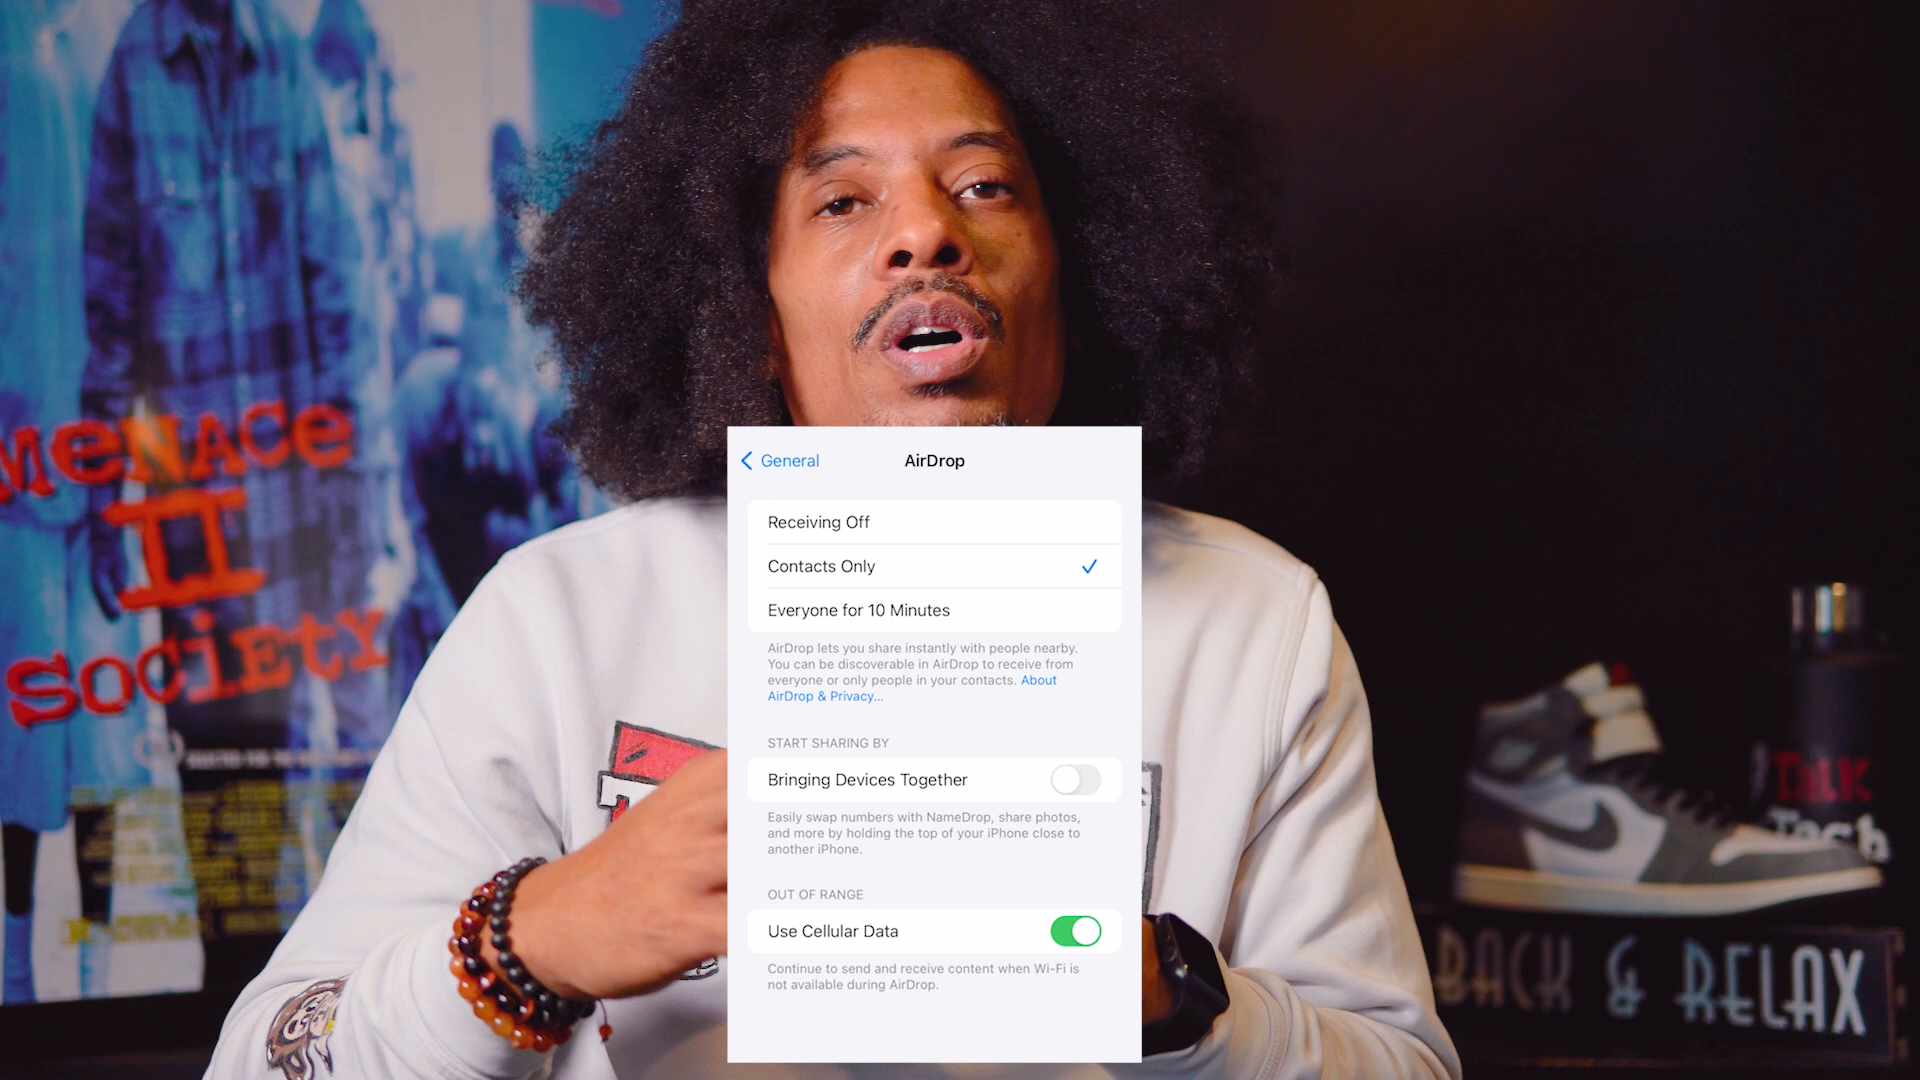 MENACE
II
SOCiEtY
General
AirDrop
Receiving Off
Contacts Only
Everyone for 10 Minutes
AirDrop lets you share instantly with people nearby.
You can be discoverable in AirDrop to receive from
everyone or only people in your contacts. About
AirDrop & Privacy...
START SHARING BY
Bringing Devices Together
Easily swap numbers with NameDrop, share photos,
and more by holding the top of your iPhone close to
another iPhone.
OUT OF RANGE
Use Cellular Data
Continue to send and receive content when Wi-Fi is
not available during AirDrop.
Talk
Tech
BACK & RELAX